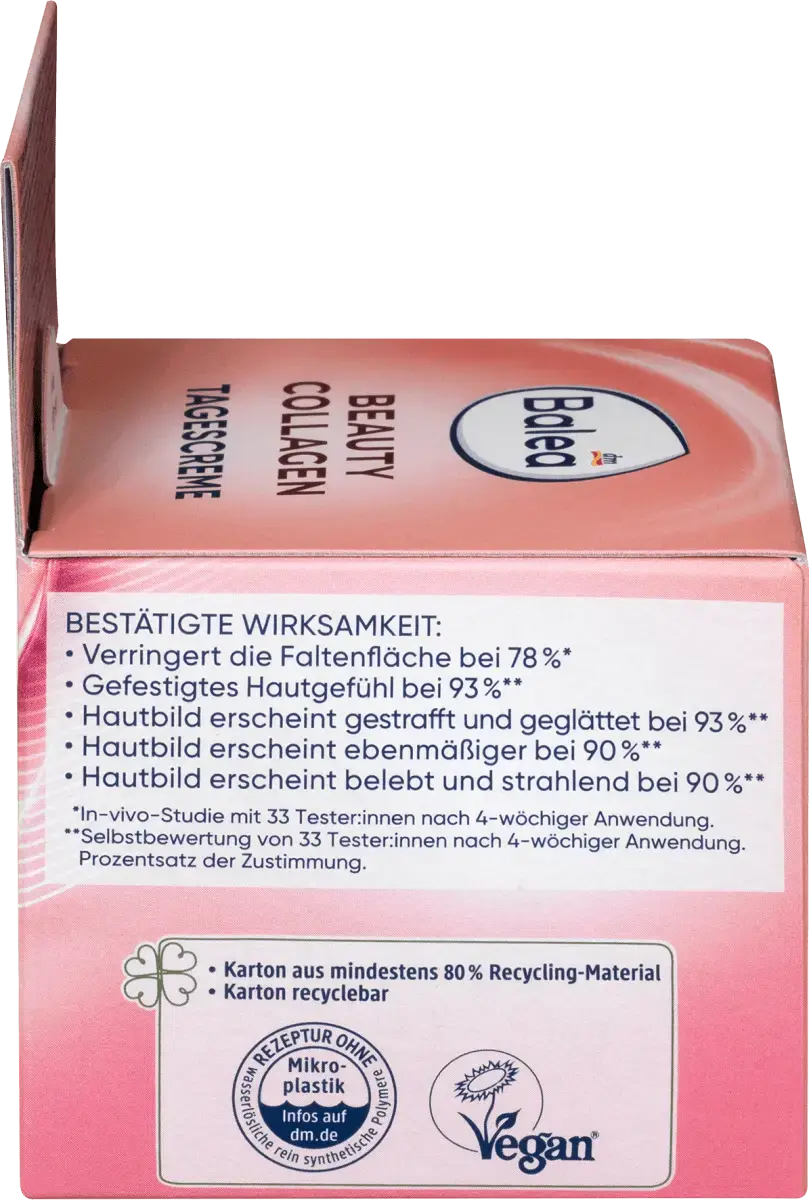 Balea
dm
BEAUTY
COLLAGEN
TAGESCREME
BESTÄTIGTE WIRKSAMKEIT:
• Verringert die Faltenfläche bei 78 %*
• Gefestigtes Hautgefühl bei 93 %**
• Hautbild erscheint gestrafft und geglättet bei 93 %**
• Hautbild erscheint ebenmäßiger bei 90 %**
• Hautbild erscheint belebt und strahlend bei 90 %**
*In-vivo-Studie mit 33 Tester:innen nach 4-wöchiger Anwendung.
**Selbstbewertung von 33 Tester:innen nach 4-wöchiger Anwendung.
Prozentsatz der Zustimmung.
• Karton aus mindestens 80 % Recycling-Material
• Karton recyclebar
REZEPTUR OHNE
Mikro-
plastik
Infos auf
dm.de
wasserlösliche rein synthetische Polymere
Vegan®